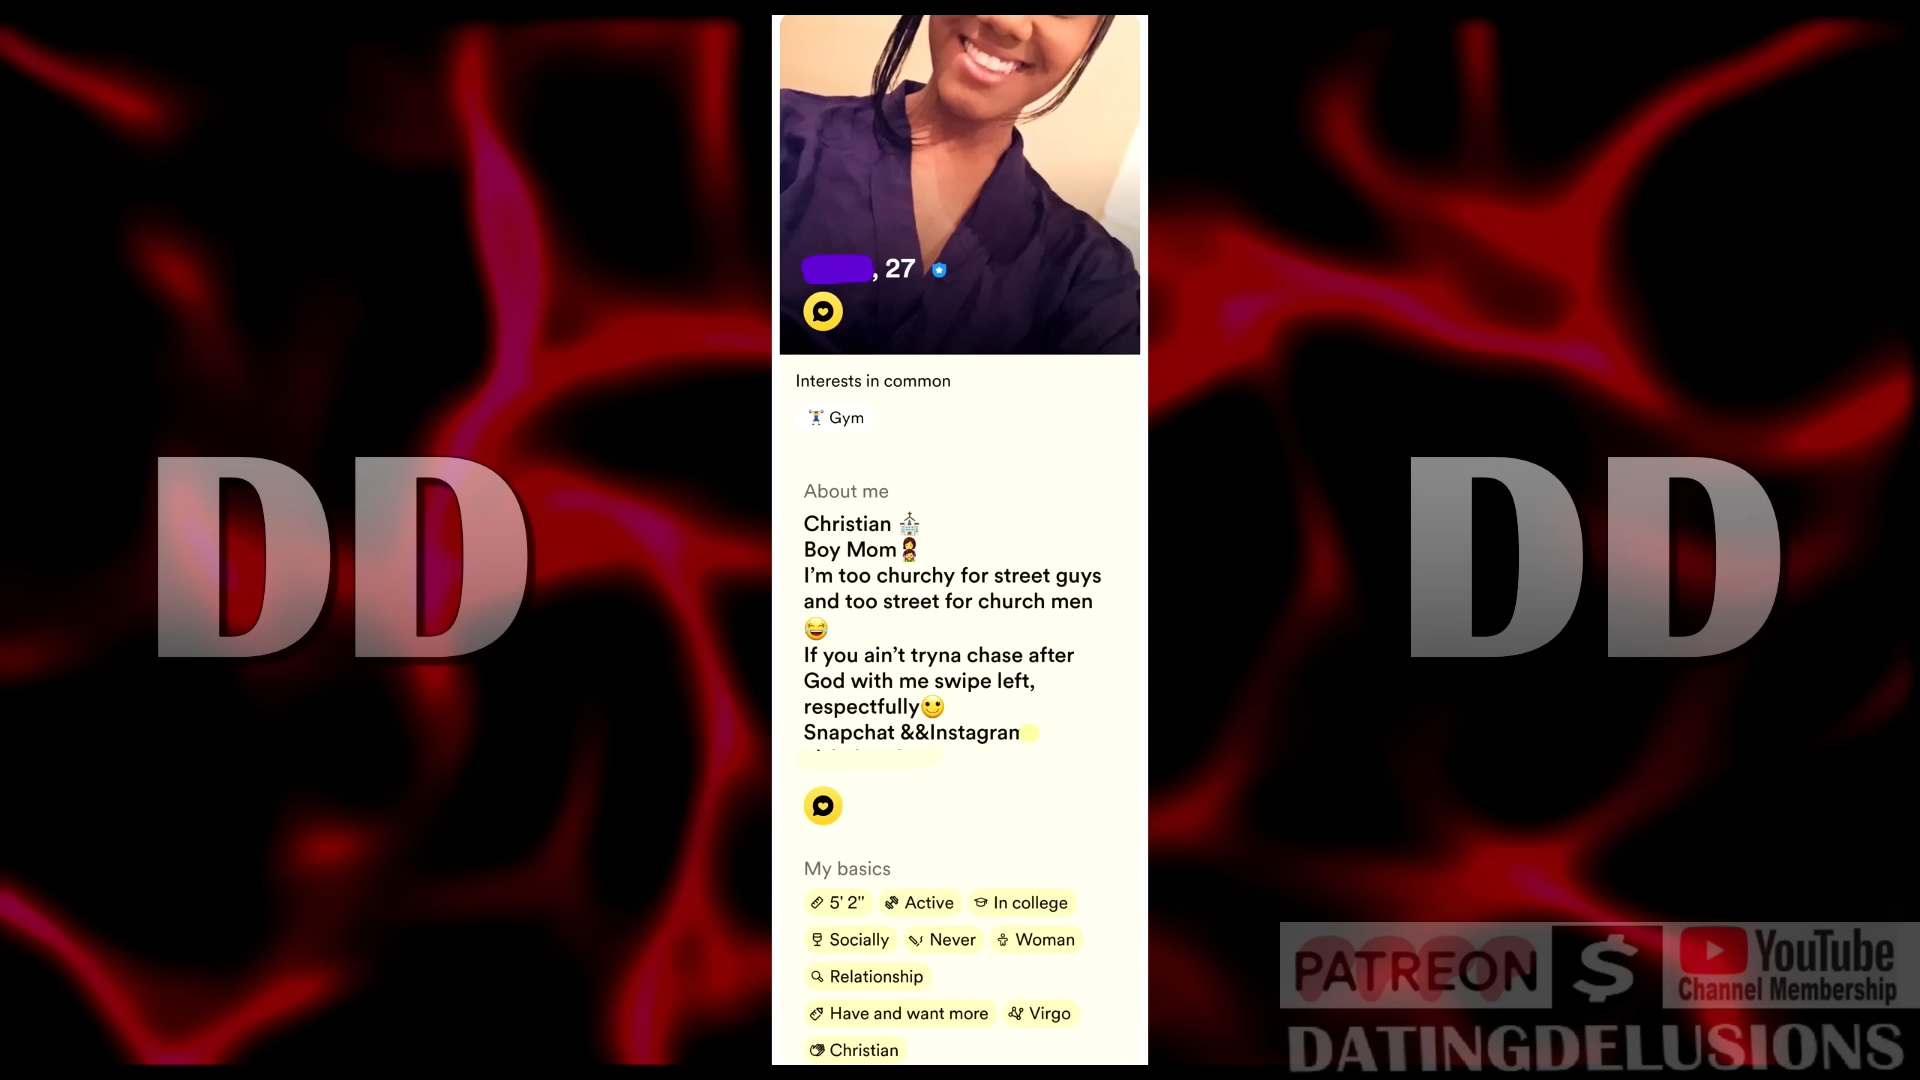 , 27
Interests in common
Gym
About me
Christian
Boy Mom
I'm too churchy for street guys
and too street for church men
If you ain't tryna chase after
God with me swipe left,
respectfully
Snapchat &&Instagram
My basics
5' 2"
Active
In college
Socially
Never
Woman
Relationship
Have and want more
Virgo
Christian
DD
DD
PATREON
$
YouTube
Channel Membership
DATINGDELUSIONS